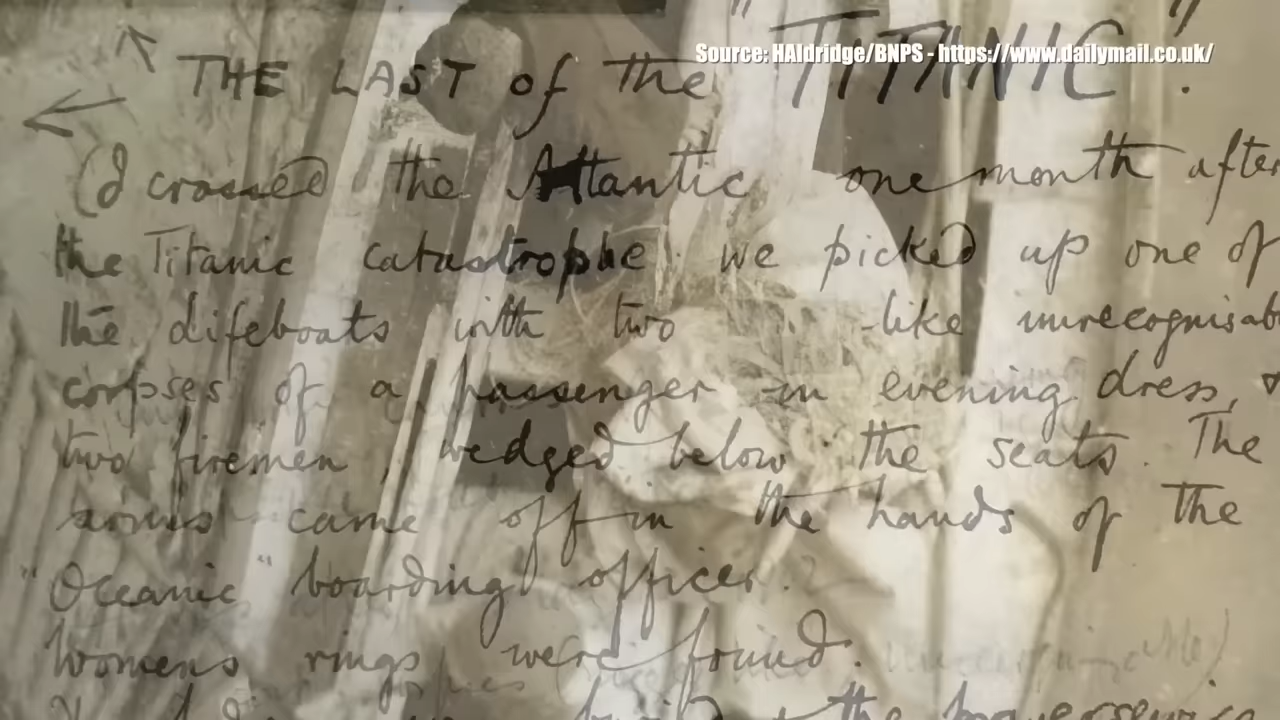 Source: HAldridge/BNPS - https://www.dailymail.co.uk/
THE LAST of the "TITANIC".
(I crossed the Atlantic one month after
the Titanic catastrophe. we picked up one of
the lifeboats with two -like unrecognisab
corpses of a passenger in evening dress, &
two firemen, wedged below the seats. The
arms came off in the hands of the
"Oceanic" boarding officer.
Womens rings were found.
the